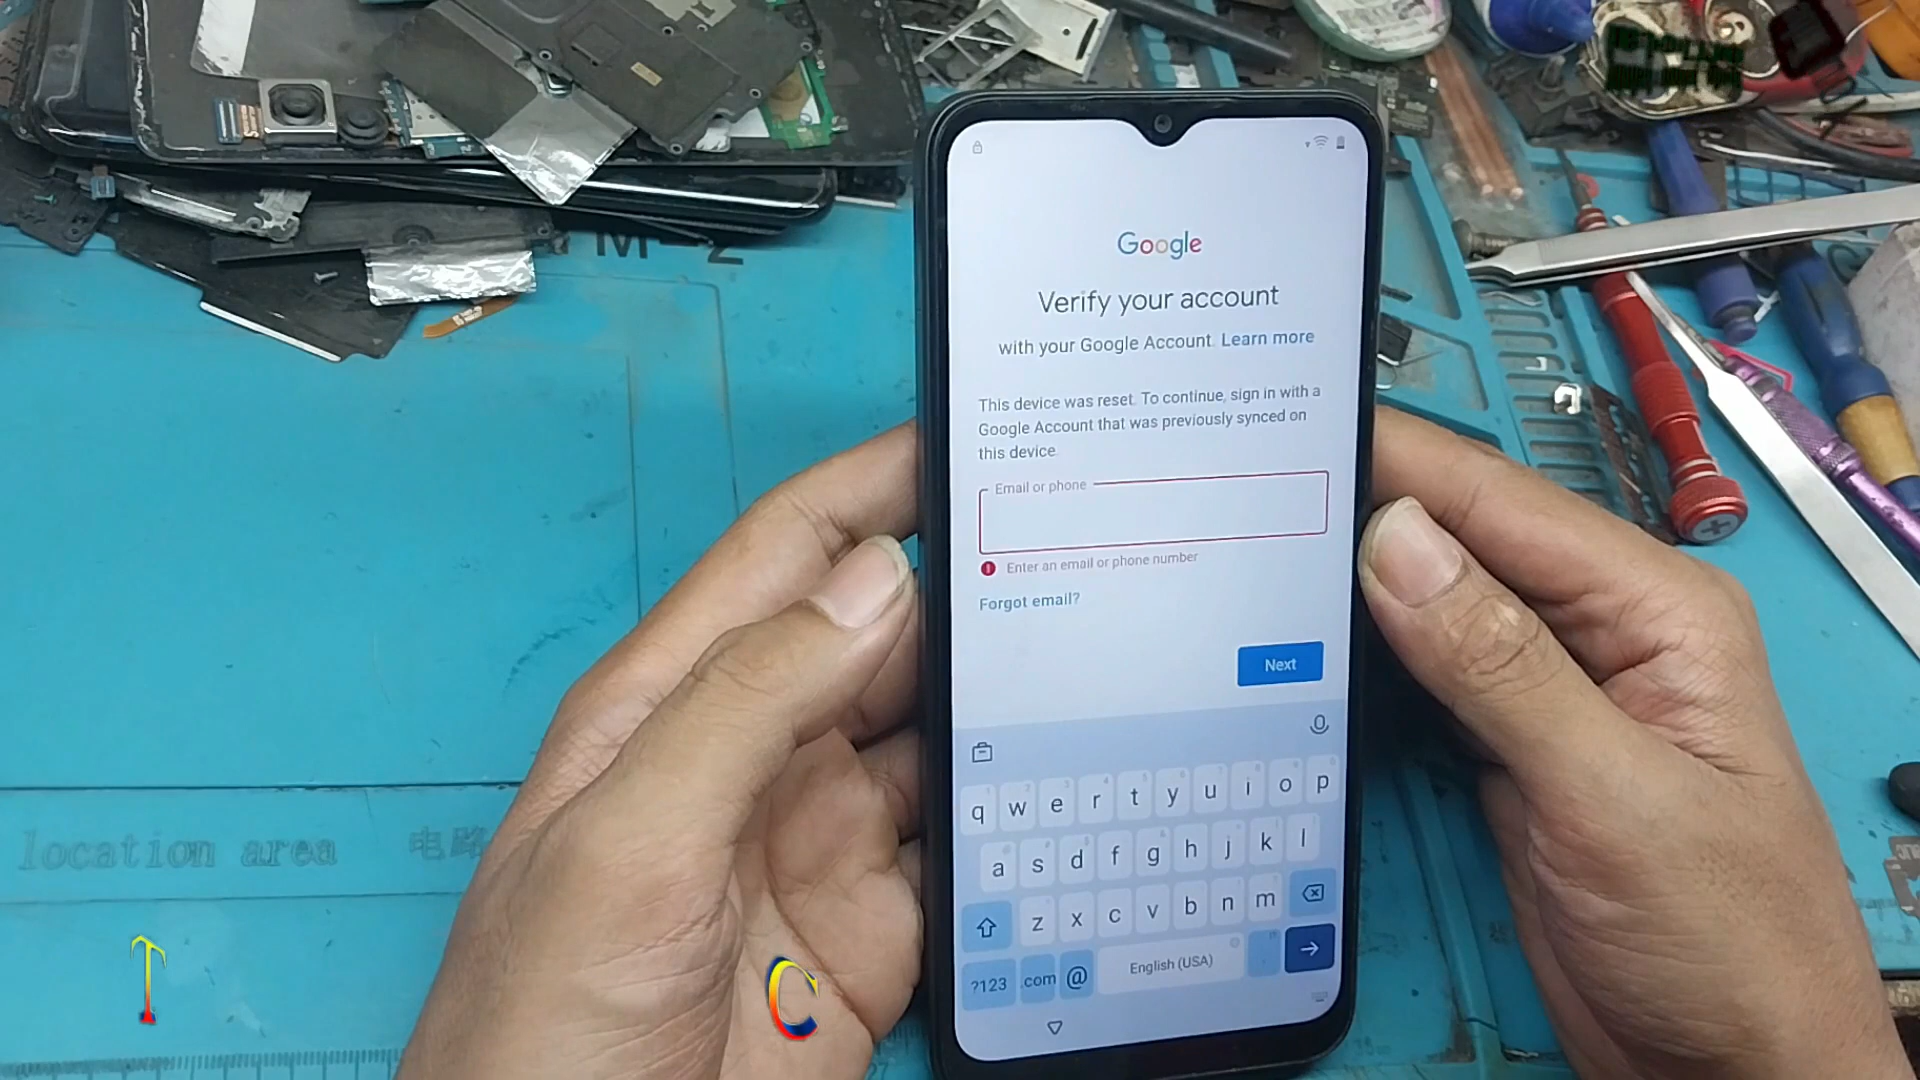 Google
Verify your account
with your Google Account. Learn more
This device was reset. To continue, sign in with a
Google Account that was previously synced on
this device.
Email or phone
Enter an email or phone number
Forgot email?
Next
q w e r t y u i o p
a s d f g h j k l
z x c v b n m
?123 .com @ English (USA)
M Z
location area 电路
T C